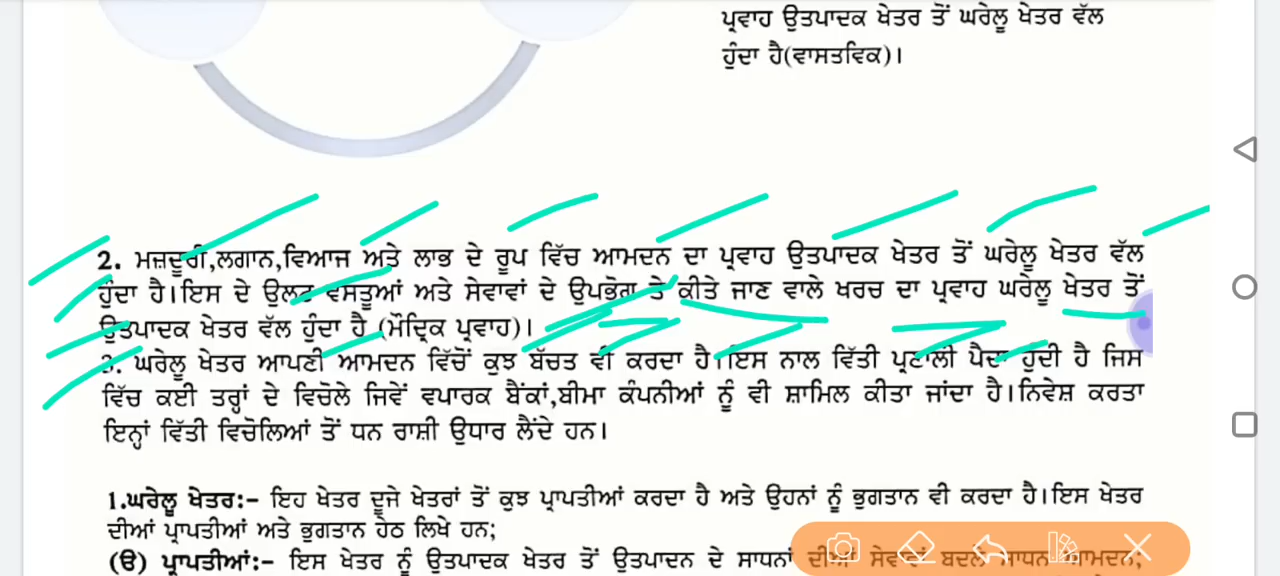 ਪ੍ਰਵਾਹ ਉਤਪਾਦਕ ਖੇਤਰ ਤੋਂ ਘਰੇਲੂ ਖੇਤਰ ਵੱਲ
ਹੁੰਦਾ ਹੈ(ਵਾਸਤਵਿਕ)।
2. ਮਜ਼ਦੂਰੀ,ਲਗਾਨ,ਵਿਆਜ ਅਤੇ ਲਾਭ ਦੇ ਰੂਪ ਵਿੱਚ ਆਮਦਨ ਦਾ ਪ੍ਰਵਾਹ ਉਤਪਾਦਕ ਖੇਤਰ ਤੋਂ ਘਰੇਲੂ ਖੇਤਰ ਵੱਲ
ਹੁੰਦਾ ਹੈ।ਇਸ ਦੇ ਉਲਟ ਵਸਤੂਆਂ ਅਤੇ ਸੇਵਾਵਾਂ ਦੇ ਉਪਭੋਗ ਤੇ ਕੀਤੇ ਜਾਣ ਵਾਲੇ ਖਰਚ ਦਾ ਪ੍ਰਵਾਹ ਘਰੇਲੂ ਖੇਤਰ ਤੋਂ
ਉਤਪਾਦਕ ਖੇਤਰ ਵੱਲ ਹੁੰਦਾ ਹੈ (ਮੌਦ੍ਰਿਕ ਪ੍ਰਵਾਹ)।
3. ਘਰੇਲੂ ਖੇਤਰ ਆਪਣੀ ਆਮਦਨ ਵਿੱਚੋਂ ਕੁਝ ਬੱਚਤ ਵੀ ਕਰਦਾ ਹੈ।ਇਸ ਨਾਲ ਵਿੱਤੀ ਪ੍ਰਣਾਲੀ ਪੈਦਾ ਹੁੰਦੀ ਹੈ ਜਿਸ
ਵਿੱਚ ਕਈ ਤਰ੍ਹਾਂ ਦੇ ਵਿਚੋਲੇ ਜਿਵੇਂ ਵਪਾਰਕ ਬੈਂਕਾਂ,ਬੀਮਾ ਕੰਪਨੀਆਂ ਨੂੰ ਵੀ ਸ਼ਾਮਿਲ ਕੀਤਾ ਜਾਂਦਾ ਹੈ।ਨਿਵੇਸ਼ ਕਰਤਾ
ਇਨ੍ਹਾਂ ਵਿੱਤੀ ਵਿਚੋਲਿਆਂ ਤੋਂ ਧਨ ਰਾਸ਼ੀ ਉਧਾਰ ਲੈਂਦੇ ਹਨ।
1.ਘਰੇਲੂ ਖੇਤਰ:- ਇਹ ਖੇਤਰ ਦੂਜੇ ਖੇਤਰਾਂ ਤੋਂ ਕੁਝ ਪ੍ਰਾਪਤੀਆਂ ਕਰਦਾ ਹੈ ਅਤੇ ਉਹਨਾਂ ਨੂੰ ਭੁਗਤਾਨ ਵੀ ਕਰਦਾ ਹੈ।ਇਸ ਖੇਤਰ
ਦੀਆਂ ਪ੍ਰਾਪਤੀਆਂ ਅਤੇ ਭੁਗਤਾਨ ਹੇਠ ਲਿਖੇ ਹਨ;
(ੳ) ਪ੍ਰਾਪਤੀਆਂ:- ਇਸ ਖੇਤਰ ਨੂੰ ਉਤਪਾਦਕ ਖੇਤਰ ਤੋਂ ਉਤਪਾਦਨ ਦੇ ਸਾਧਨਾਂ ਦੀਆਂ ਸੇਵਾਵਾਂ ਬਦਲੇ ਸਾਧਨ ਆਮਦਨ;